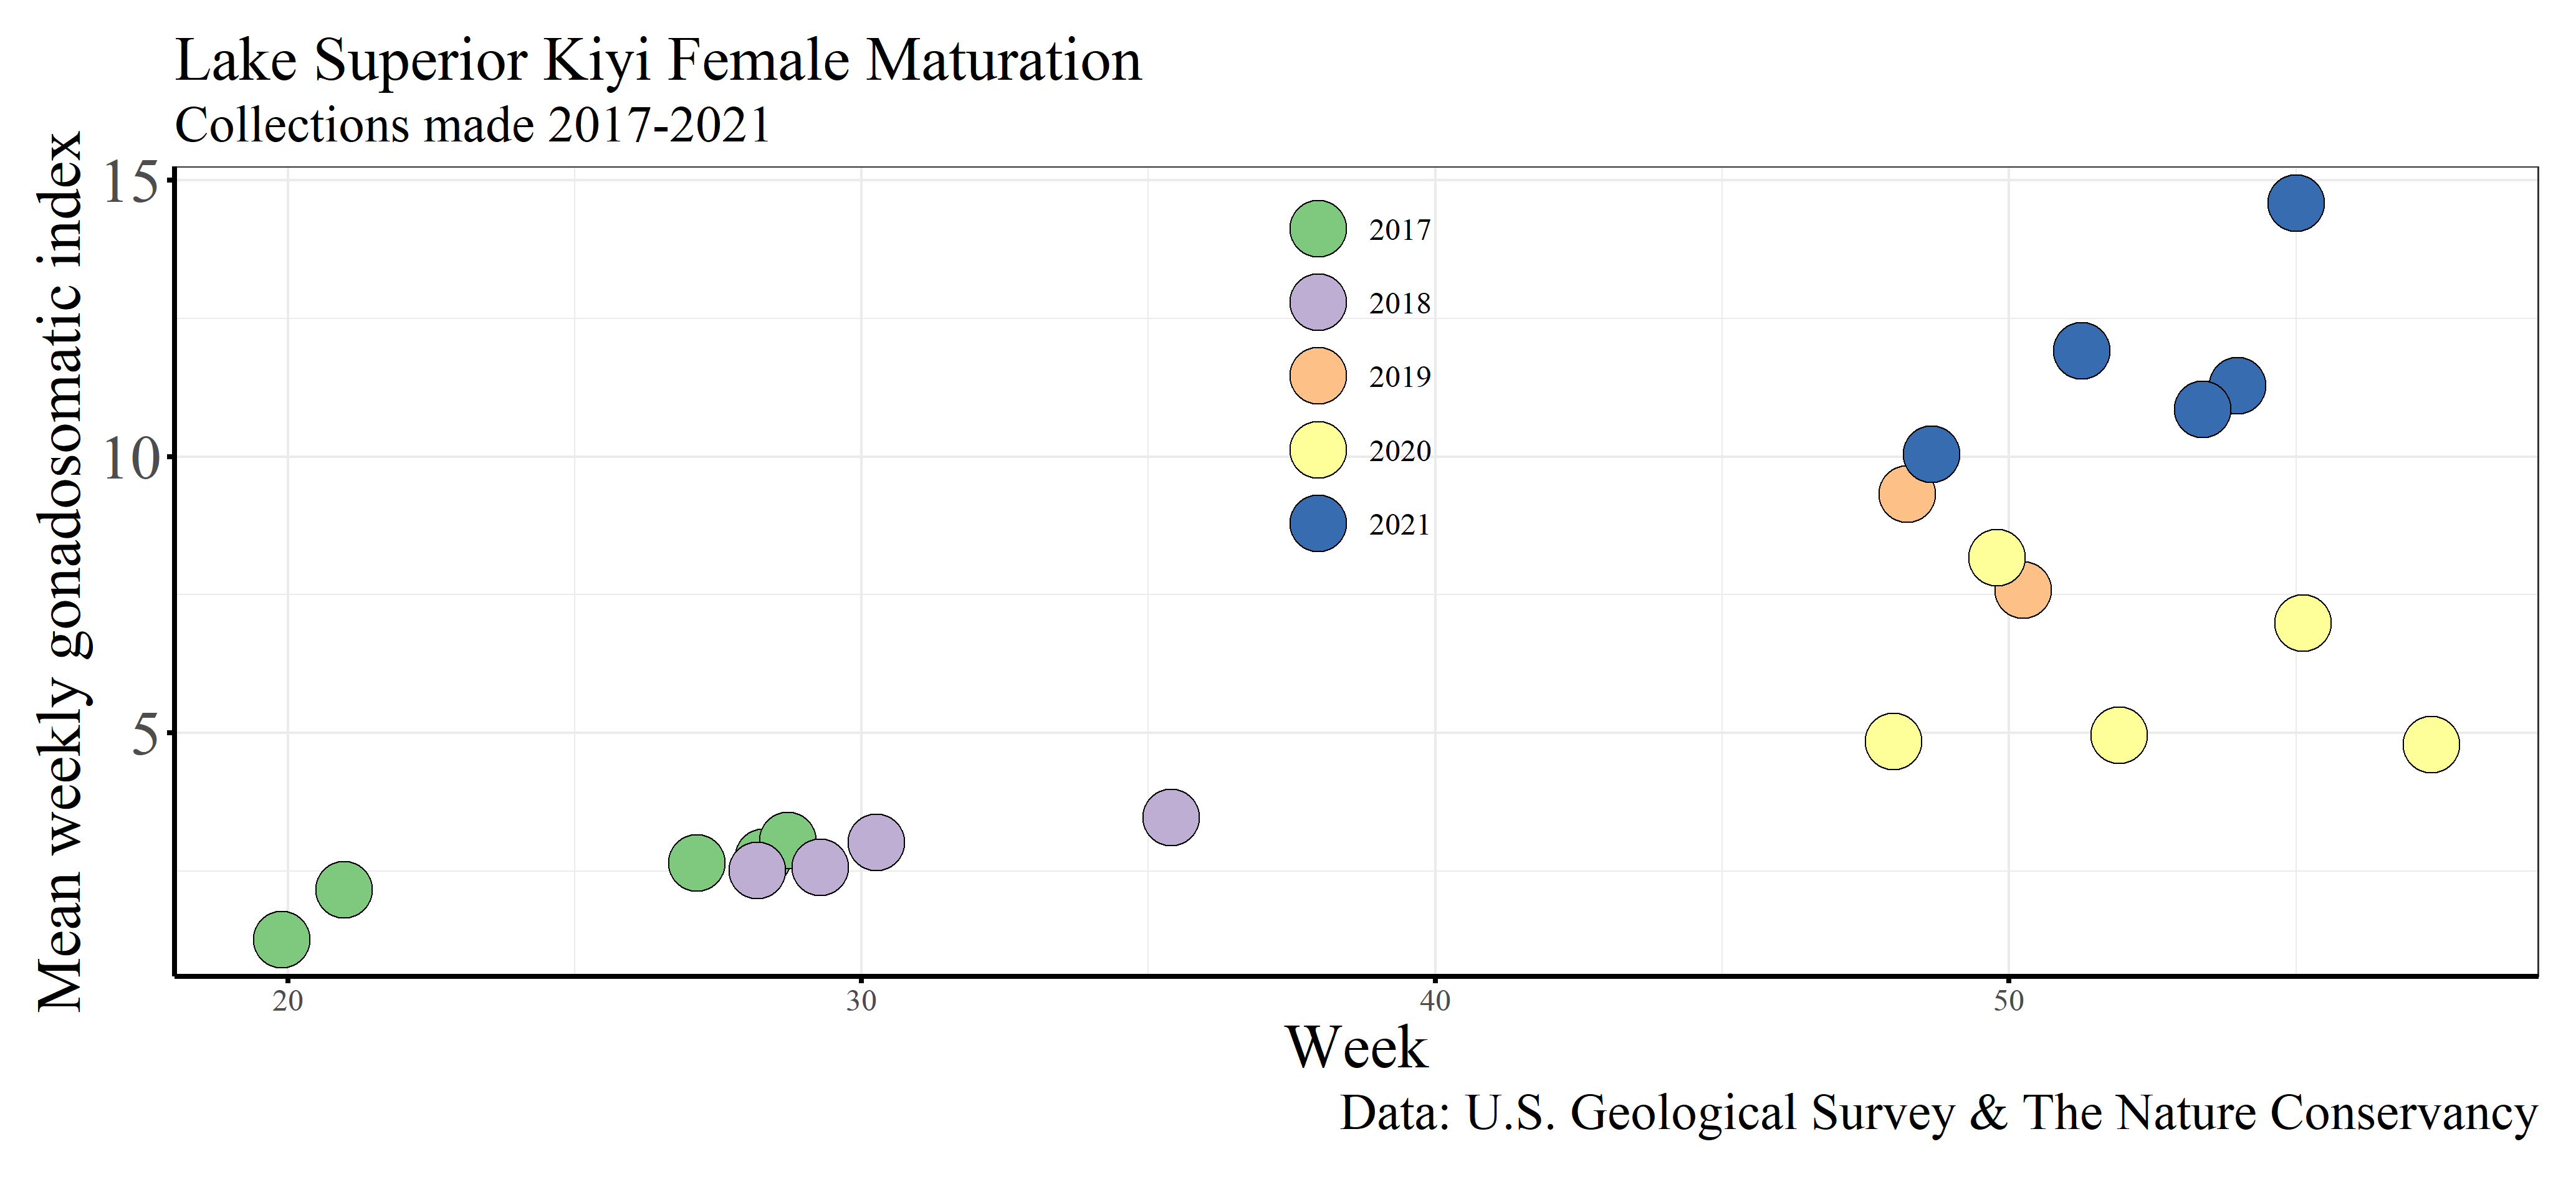 Lake Superior Kiyi Female Maturation
Collections made 2017-2021
Mean weekly gonadosomatic index
15
10
5
2017
2018
2019
2020
2021
20 30 40 50
Week
Data: U.S. Geological Survey & The Nature Conservancy